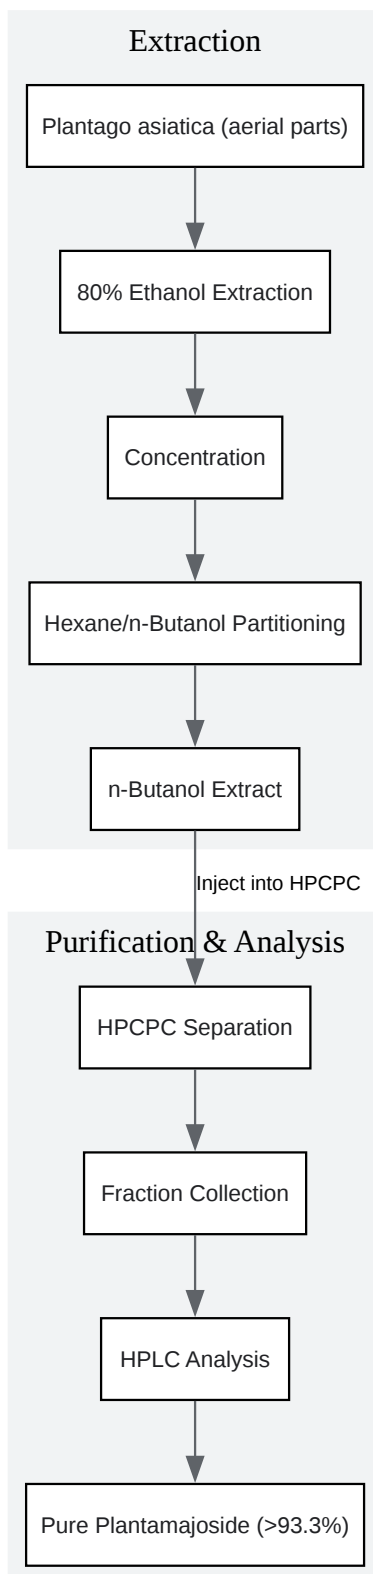 Extraction
Plantago asiatica (aerial parts)
80% Ethanol Extraction
Concentration
Hexane/n-Butanol Partitioning
n-Butanol Extract
Inject into HPCPC
Purification & Analysis
HPCPC Separation
Fraction Collection
HPLC Analysis
Pure Plantamajoside (>93.3%)